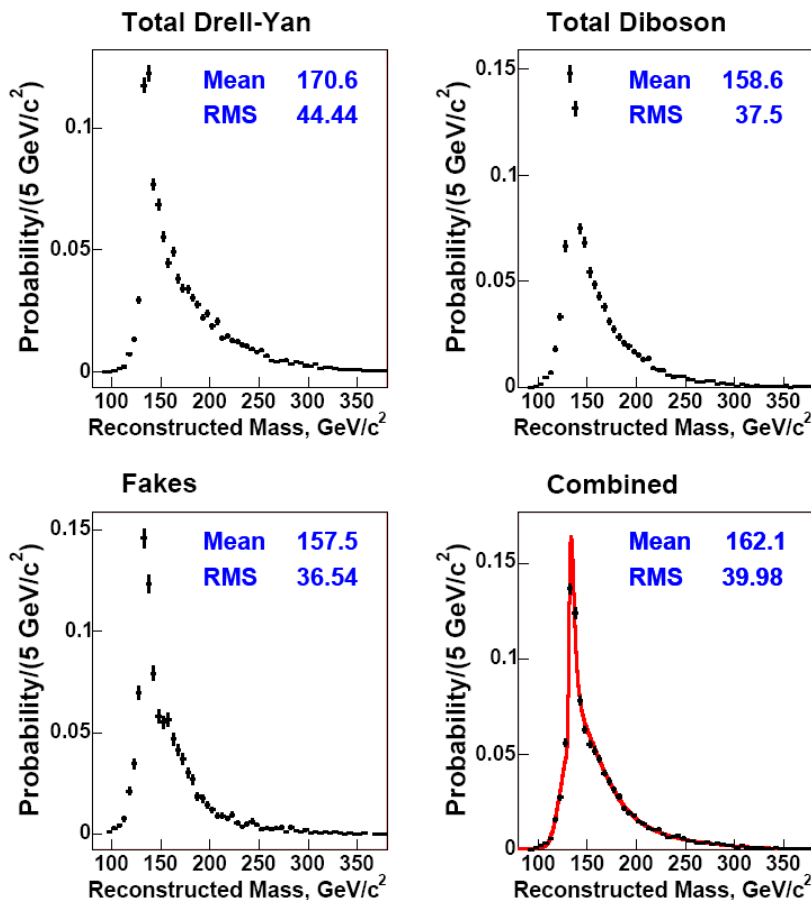 Total Drell-Yan
Probability/(5 GeV/c²)
Mean 170.6
RMS 44.44
0.1
0.05
0
100 150 200 250 300 350
Reconstructed Mass, GeV/c²
Total Diboson
Probability/(5 GeV/c²)
Mean 158.6
RMS 37.5
0.15
0.1
0.05
0
100 150 200 250 300 350
Reconstructed Mass, GeV/c²
Fakes
Probability/(5 GeV/c²)
Mean 157.5
RMS 36.54
0.15
0.1
0.05
0
100 150 200 250 300 350
Reconstructed Mass, GeV/c²
Combined
Probability/(5 GeV/c²)
Mean 162.1
RMS 39.98
0.15
0.1
0.05
0
100 150 200 250 300 350
Reconstructed Mass, GeV/c²